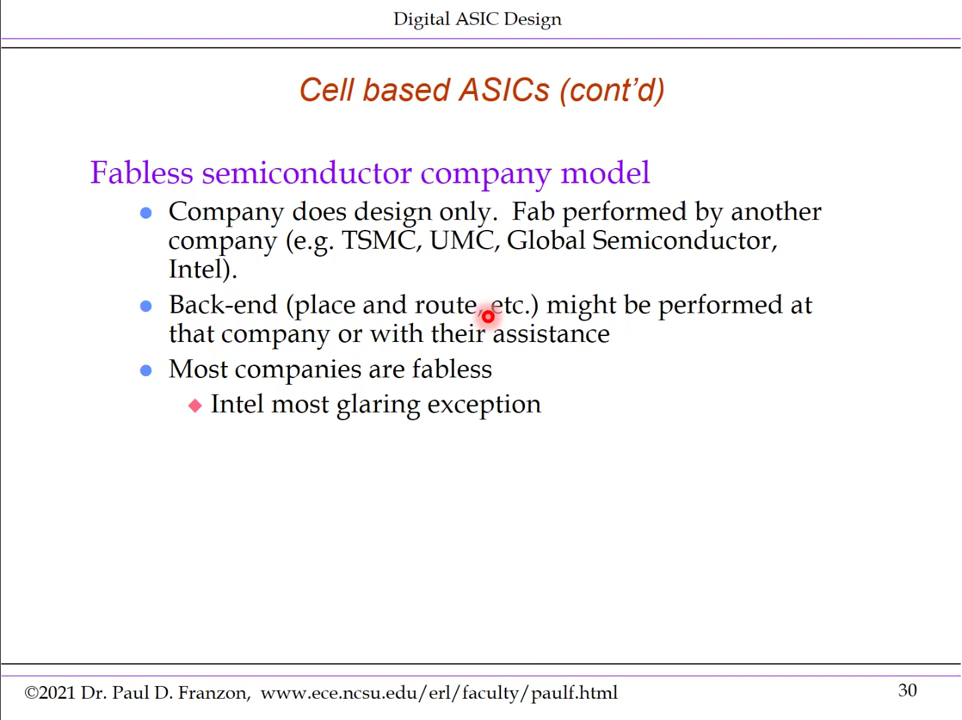 Digital ASIC Design
Cell based ASICs (cont’d)
Fabless semiconductor company model
Company does design only.  Fab performed by another
company (e.g. TSMC, UMC, Global Semiconductor,
Intel).
Back-end (place and route, etc.) might be performed at
that company or with their assistance
Most companies are fabless
Intel most glaring exception
©2021 Dr. Paul D. Franzon,  www.ece.ncsu.edu/erl/faculty/paulf.html
30